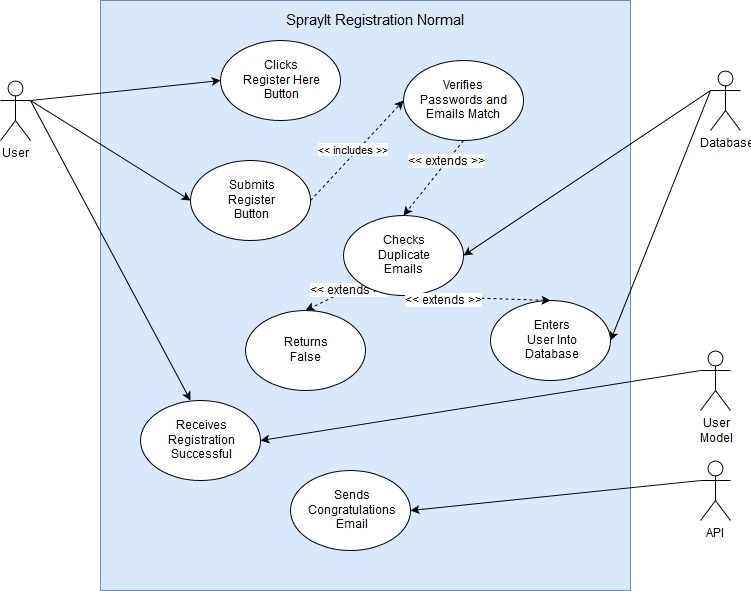 SprayIt Registration Normal
Clicks
Register Here
Button
Verifies
Passwords and
Emails Match
User
Database
<< includes >>
<< extends >>
Submits
Register
Button
Checks
Duplicate
Emails
<< extends
<< extends >>
Returns
False
Enters
User Into
Database
Receives
Registration
Successful
User
Model
Sends
Congratulations
Email
API